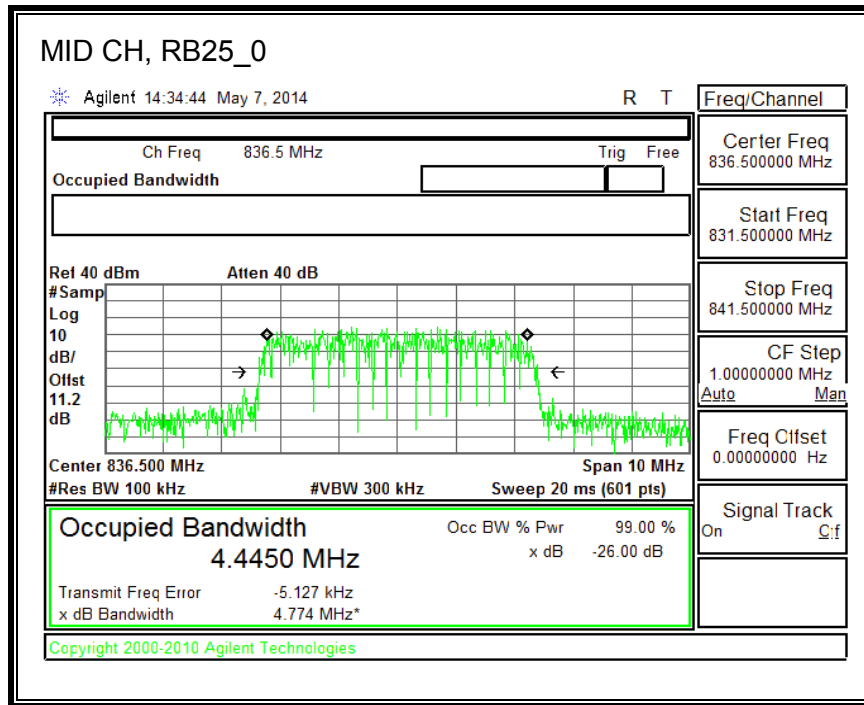 MID CH, RB25_0
Agilent 14:34:44 May 7, 2014 R T
Freq/Channel
Ch Freq 836.5 MHz Trig Free
Occupied Bandwidth
Center Freq
836.500000 MHz
Start Freq
831.500000 MHz
Stop Freq
841.500000 MHz
CF Step
1.00000000 MHz
Auto Man
Freq Offset
0.00000000 Hz
Signal Track
On Off
Ref 40 dBm Atten 40 dB
#Samp
Log
10
dB/
Offst
11.2
dB
Center 836.500 MHz Span 10 MHz
#Res BW 100 kHz #VBW 300 kHz Sweep 20 ms (601 pts)
Occupied Bandwidth Occ BW % Pwr 99.00 %
4.4450 MHz x dB -26.00 dB
Transmit Freq Error -5.127 kHz
x dB Bandwidth 4.774 MHz*
Copyright 2000-2010 Agilent Technologies